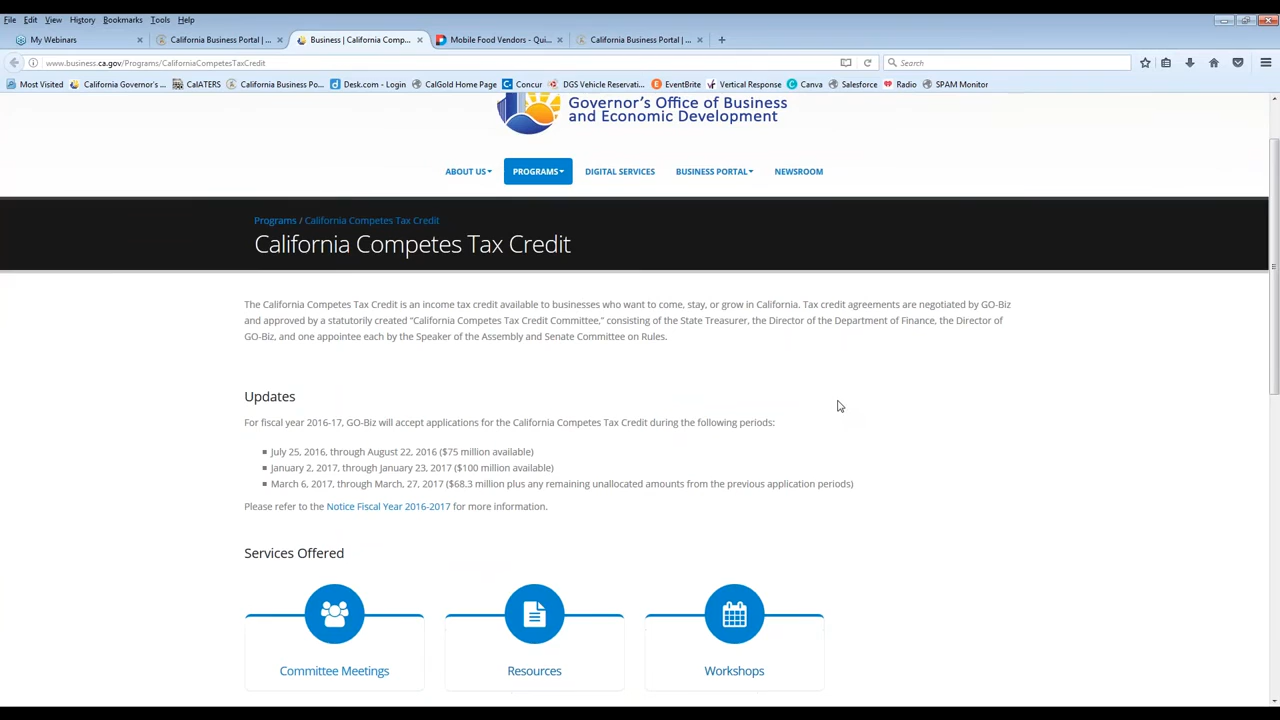 File Edit View History Bookmarks Tools Help
My Webinars
California Business Portal | ...
Business | California Comp...
Mobile Food Vendors - Qui...
California Business Portal | ...
www.business.ca.gov/Programs/CaliforniaCompetesTaxCredit
Search
Most Visited California Governor's ... CalATERS California Business Po... Desk.com - Login CalGold Home Page Concur DGS Vehicle Reservati... EventBrite Vertical Response Canva Salesforce Radio SPAM Monitor
Governor's Office of Business
and Economic Development
ABOUT US PROGRAMS DIGITAL SERVICES BUSINESS PORTAL NEWSROOM
Programs / California Competes Tax Credit
California Competes Tax Credit
The California Competes Tax Credit is an income tax credit available to businesses who want to come, stay, or grow in California. Tax credit agreements are negotiated by GO-Biz
and approved by a statutorily created “California Competes Tax Credit Committee,” consisting of the State Treasurer, the Director of the Department of Finance, the Director of
GO-Biz, and one appointee each by the Speaker of the Assembly and Senate Committee on Rules.
Updates
For fiscal year 2016-17, GO-Biz will accept applications for the California Competes Tax Credit during the following periods:
July 25, 2016, through August 22, 2016 ($75 million available)
January 2, 2017, through January 23, 2017 ($100 million available)
March 6, 2017, through March, 27, 2017 ($68.3 million plus any remaining unallocated amounts from the previous application periods)
Please refer to the Notice Fiscal Year 2016-2017 for more information.
Services Offered
Committee Meetings
Resources
Workshops